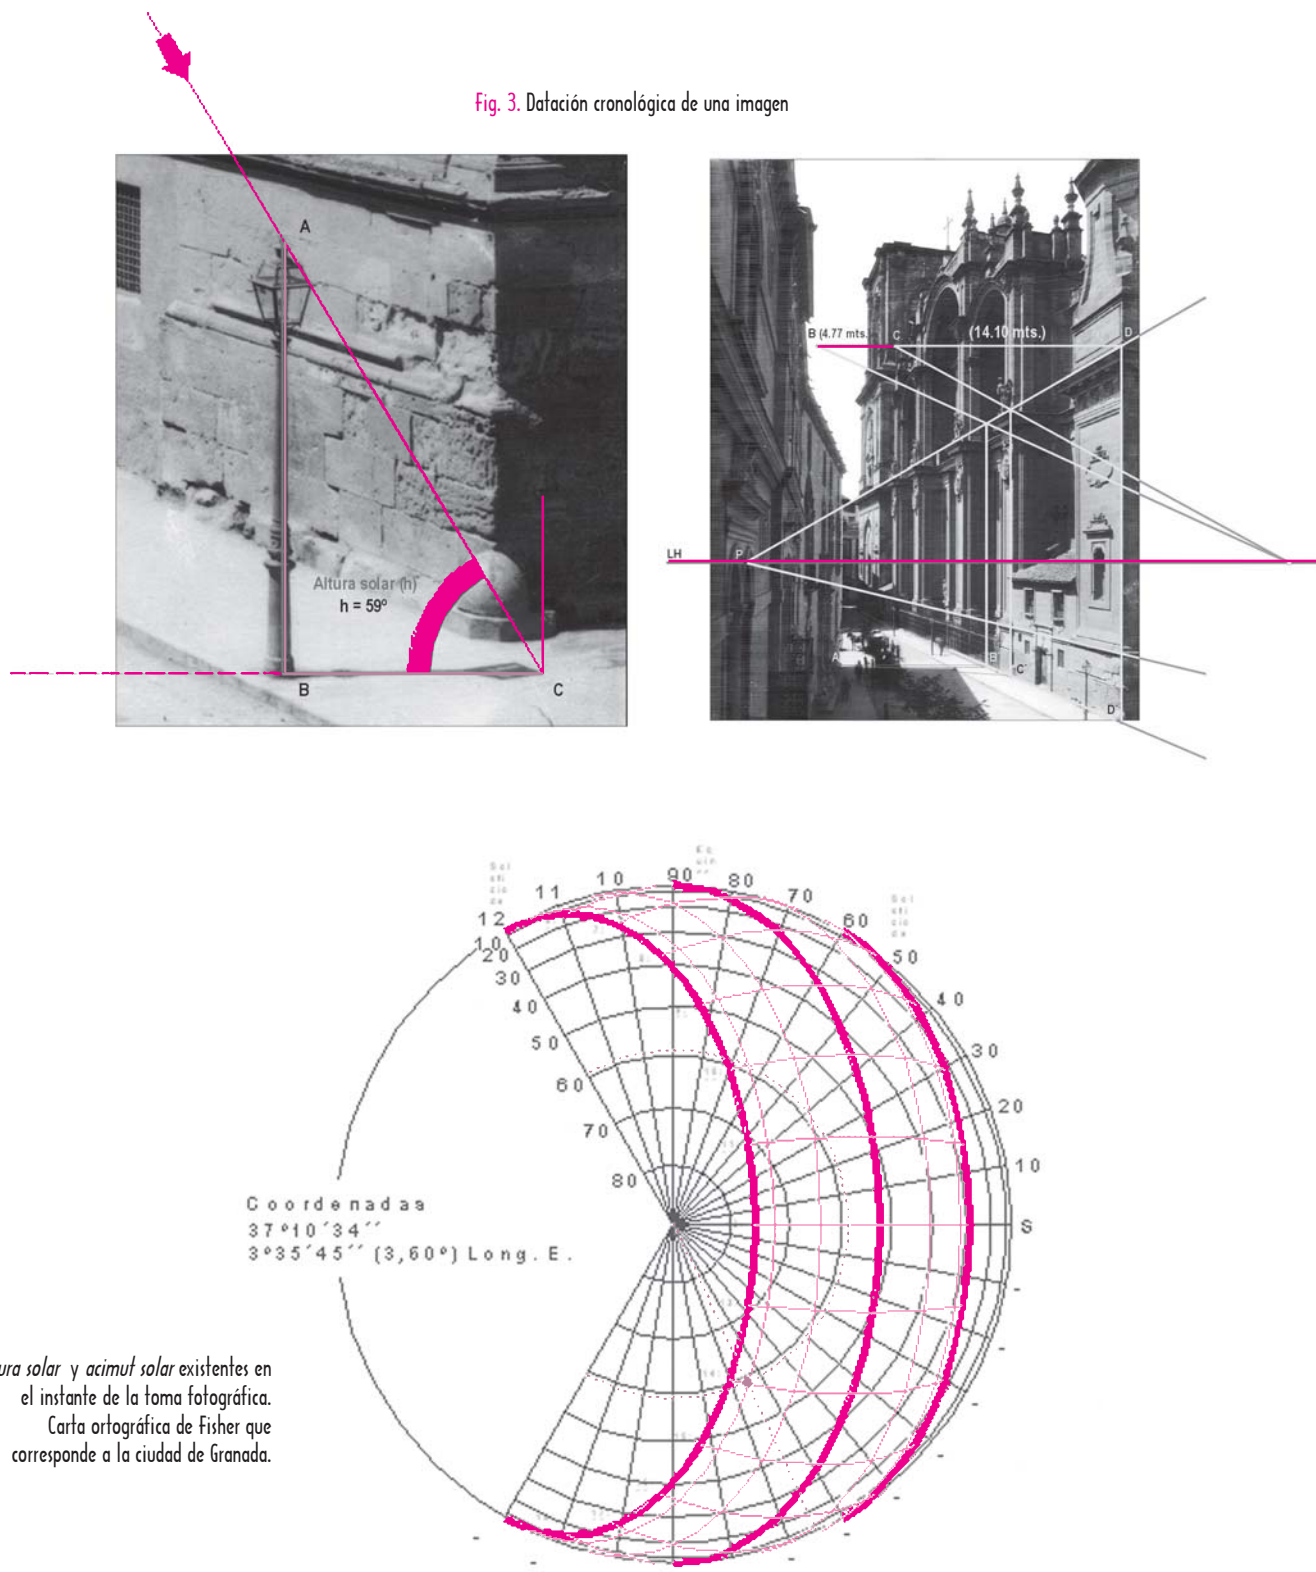 Fig. 3. Datación cronológica de una imagen
A
Altura solar (h)
h = 59º
B
C
B (4.77 mts.
C
(14.10 mts.)
D
LH
P
A
B
C
D
90
80
70
60
50
40
30
20
10
S
10
11
12
10
20
30
40
50
60
70
80
Coordenadas
37º10´34´´
3º35´45´´ (3,60º) Long. E.
ura solar y acimut solar existentes en
el instante de la toma fotográfica.
Carta ortográfica de Fisher que
corresponde a la ciudad de Granada.